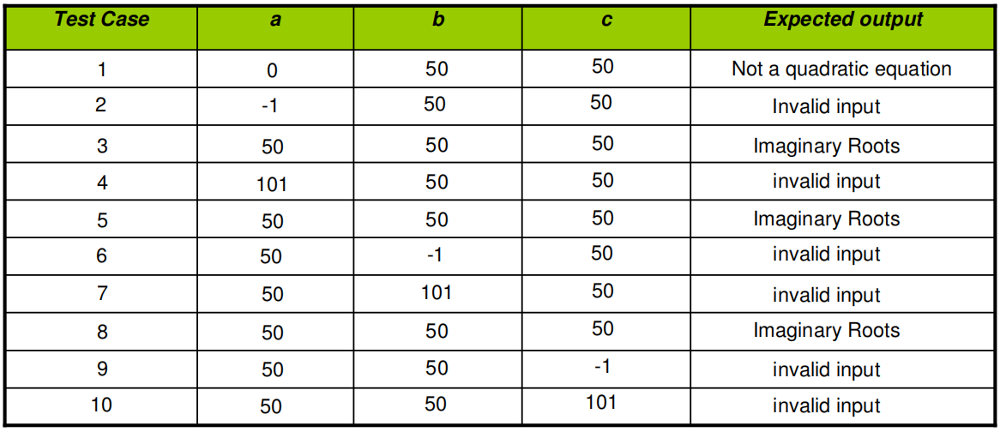 Test Case a b c Expected output
1 0 50 50 Not a quadratic equation
2 -1 50 50 Invalid input
3 50 50 50 Imaginary Roots
4 101 50 50 invalid input
5 50 50 50 Imaginary Roots
6 50 -1 50 invalid input
7 50 101 50 invalid input
8 50 50 50 Imaginary Roots
9 50 50 -1 invalid input
10 50 50 101 invalid input